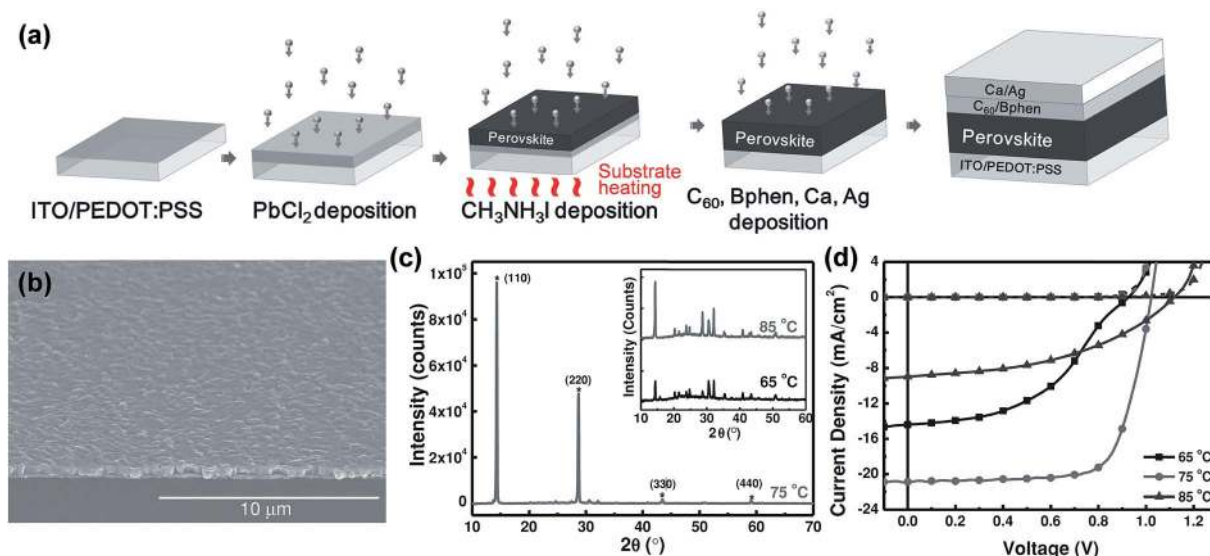 (a)
ITO/PEDOT:PSS
PbCl₂ deposition
Perovskite
Substrate
heating
CH₃NH₃I deposition
Perovskite
C₆₀, Bphen, Ca, Ag
deposition
Ca/Ag
C₆₀/Bphen
Perovskite
ITO/PEDOT:PSS
(b)
10 μm
(c)
Intensity (counts)
1x10⁵
8x10⁴
6x10⁴
4x10⁴
2x10⁴
0
* (110)
(220)
*
(330)
*
(440)
*
75 °C
10 20 30 40 50 60 70
2θ (°)
Intensity (Counts)
85 °C
65 °C
10 20 30 40 50 60
2θ (°)
(d)
Current Density (mA/cm²)
4
0
-4
-8
-12
-16
-20
-24
65 °C
75 °C
85 °C
0.0 0.2 0.4 0.6 0.8 1.0 1.2
Voltage (V)